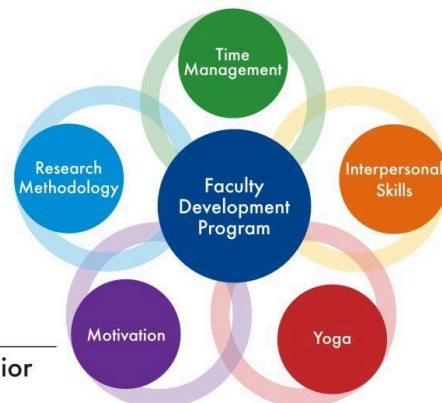 Time
Management
Research
Methodology
Interpersonal
Skills
Faculty
Development
Program
Motivation
Yoga
ior